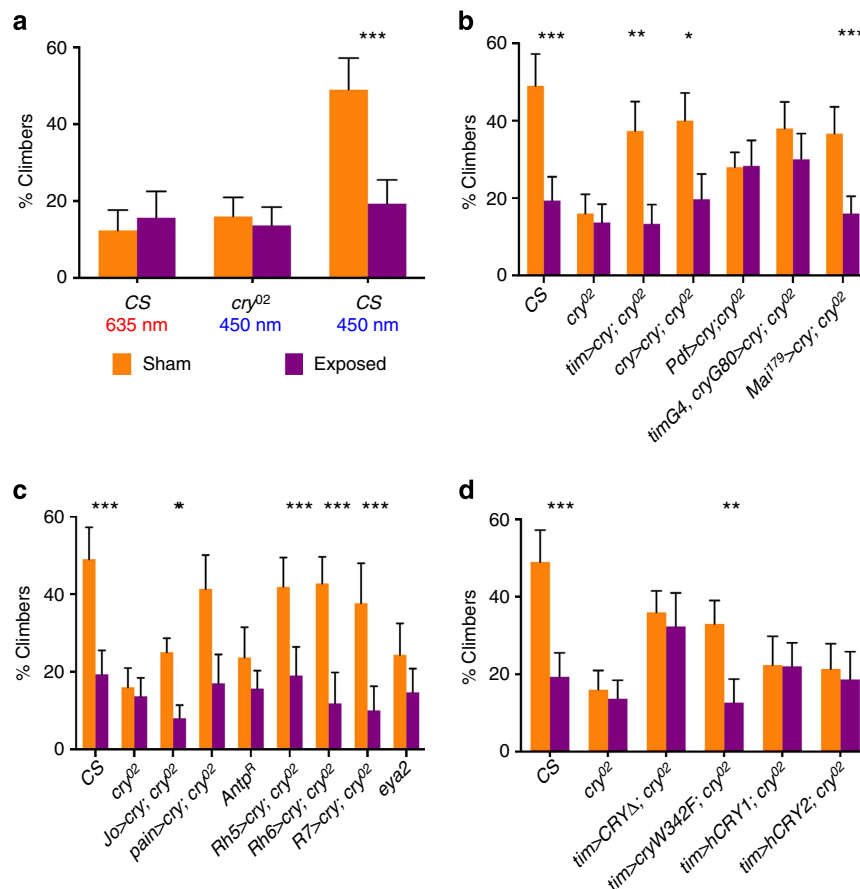 a
% Climbers
60
40
20
0
***
CS
cry02
CS
635 nm
450 nm
450 nm
Sham
Exposed
b
% Climbers
60
40
20
0
***
**
*
***
CS
cry02
tim>cry; cry02
cry>cry; cry02
Pdf>cry;cry02
timG4, cryG80>cry; cry02
Mai179>cry; cry02
c
% Climbers
60
40
20
0
***
**
***
***
***
CS
cry02
Jo>cry; cry02
pain>cry; cry02
AntpR
Rh5>cry; cry02
Rh6>cry; cry02
R7>cry; cry02
eya2
d
% Climbers
60
40
20
0
***
**
CS
cry02
tim>CRYΔ; cry02
tim>cryW342F; cry02
tim>hCRY1; cry02
tim>hCRY2; cry02